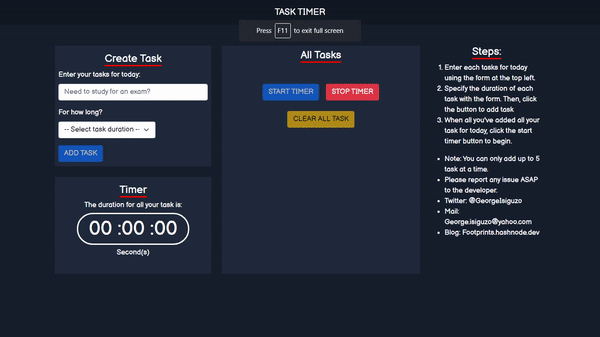 TASK TIMER
Press F11 to exit full screen
Create Task
Enter your tasks for today:
Need to study for an exam?
For how long?
-- Select task duration --
ADD TASK
Timer
The duration for all your task is:
00 :00 :00
Second(s)
All Tasks
START TIMER
STOP TIMER
CLEAR ALL TASK
Steps:
1. Enter each tasks for today
using the form at the top left.
2. Specify the duration of each
task with the form. Then, click
the button to add task
3. When all you've added all your
task for today, click the start
timer button to begin.
• Note: You can only add up to 5
task at a time.
• Please report any issue ASAP
to the developer.
• Twitter: @GeorgeIsiguzo
• Mail:
George.isiguzo@yahoo.com
• Blog: Footprints.hashnode.dev